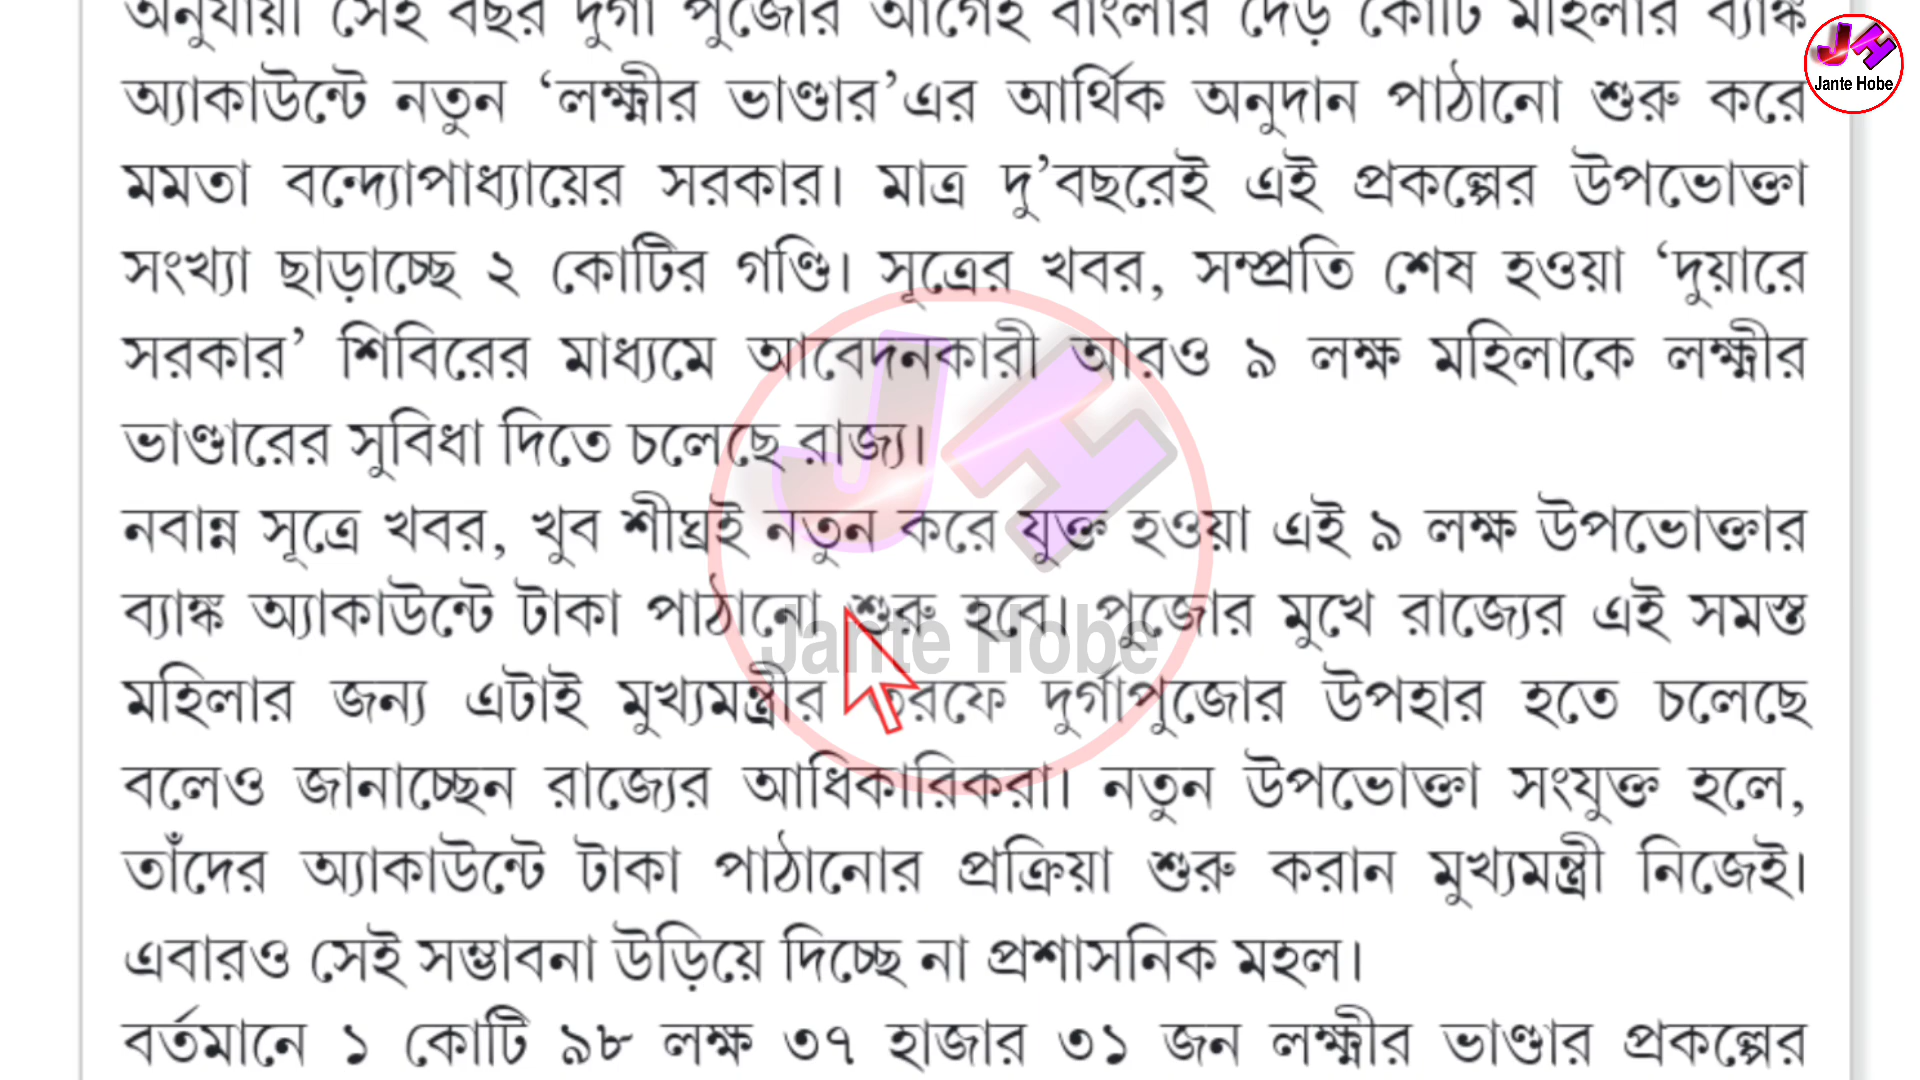 অনুযায়ী সেই বছর দুর্গা পুজোর আগেই বাংলার দেড় কোটি মহিলার ব্যাঙ্ক
অ্যাকাউন্টে নতুন ‘লক্ষ্মীর ভাণ্ডার’এর আর্থিক অনুদান পাঠানো শুরু করে
মমতা বন্দ্যোপাধ্যায়ের সরকার। মাত্র দু’বছরেই এই প্রকল্পের উপভোক্তা
সংখ্যা ছাড়াচ্ছে ২ কোটির গণ্ডি। সূত্রের খবর, সম্প্রতি শেষ হওয়া ‘দুয়ারে
সরকার’ শিবিরের মাধ্যমে আবেদনকারী আরও ৯ লক্ষ মহিলাকে লক্ষ্মীর
ভাণ্ডারের সুবিধা দিতে চলেছে রাজ্য।
নবান্ন সূত্রে খবর, খুব শীঘ্রই নতুন করে যুক্ত হওয়া এই ৯ লক্ষ উপভোক্তার
ব্যাঙ্ক অ্যাকাউন্টে টাকা পাঠানো শুরু হবে। পুজোর মুখে রাজ্যের এই সমস্ত
মহিলার জন্য এটাই মুখ্যমন্ত্রীর তরফে দুর্গাপুজোর উপহার হতে চলেছে
বলেও জানাচ্ছেন রাজ্যের আধিকারিকরা। নতুন উপভোক্তা সংযুক্ত হলে,
তাঁদের অ্যাকাউন্টে টাকা পাঠানোর প্রক্রিয়া শুরু করান মুখ্যমন্ত্রী নিজেই।
এবারও সেই সম্ভাবনা উড়িয়ে দিচ্ছে না প্রশাসনিক মহল।
বর্তমানে ১ কোটি ৯৮ লক্ষ ৩৭ হাজার ৩১ জন লক্ষ্মীর ভাণ্ডার প্রকল্পের
JH
Jante Hobe
JH
Jante Hobe